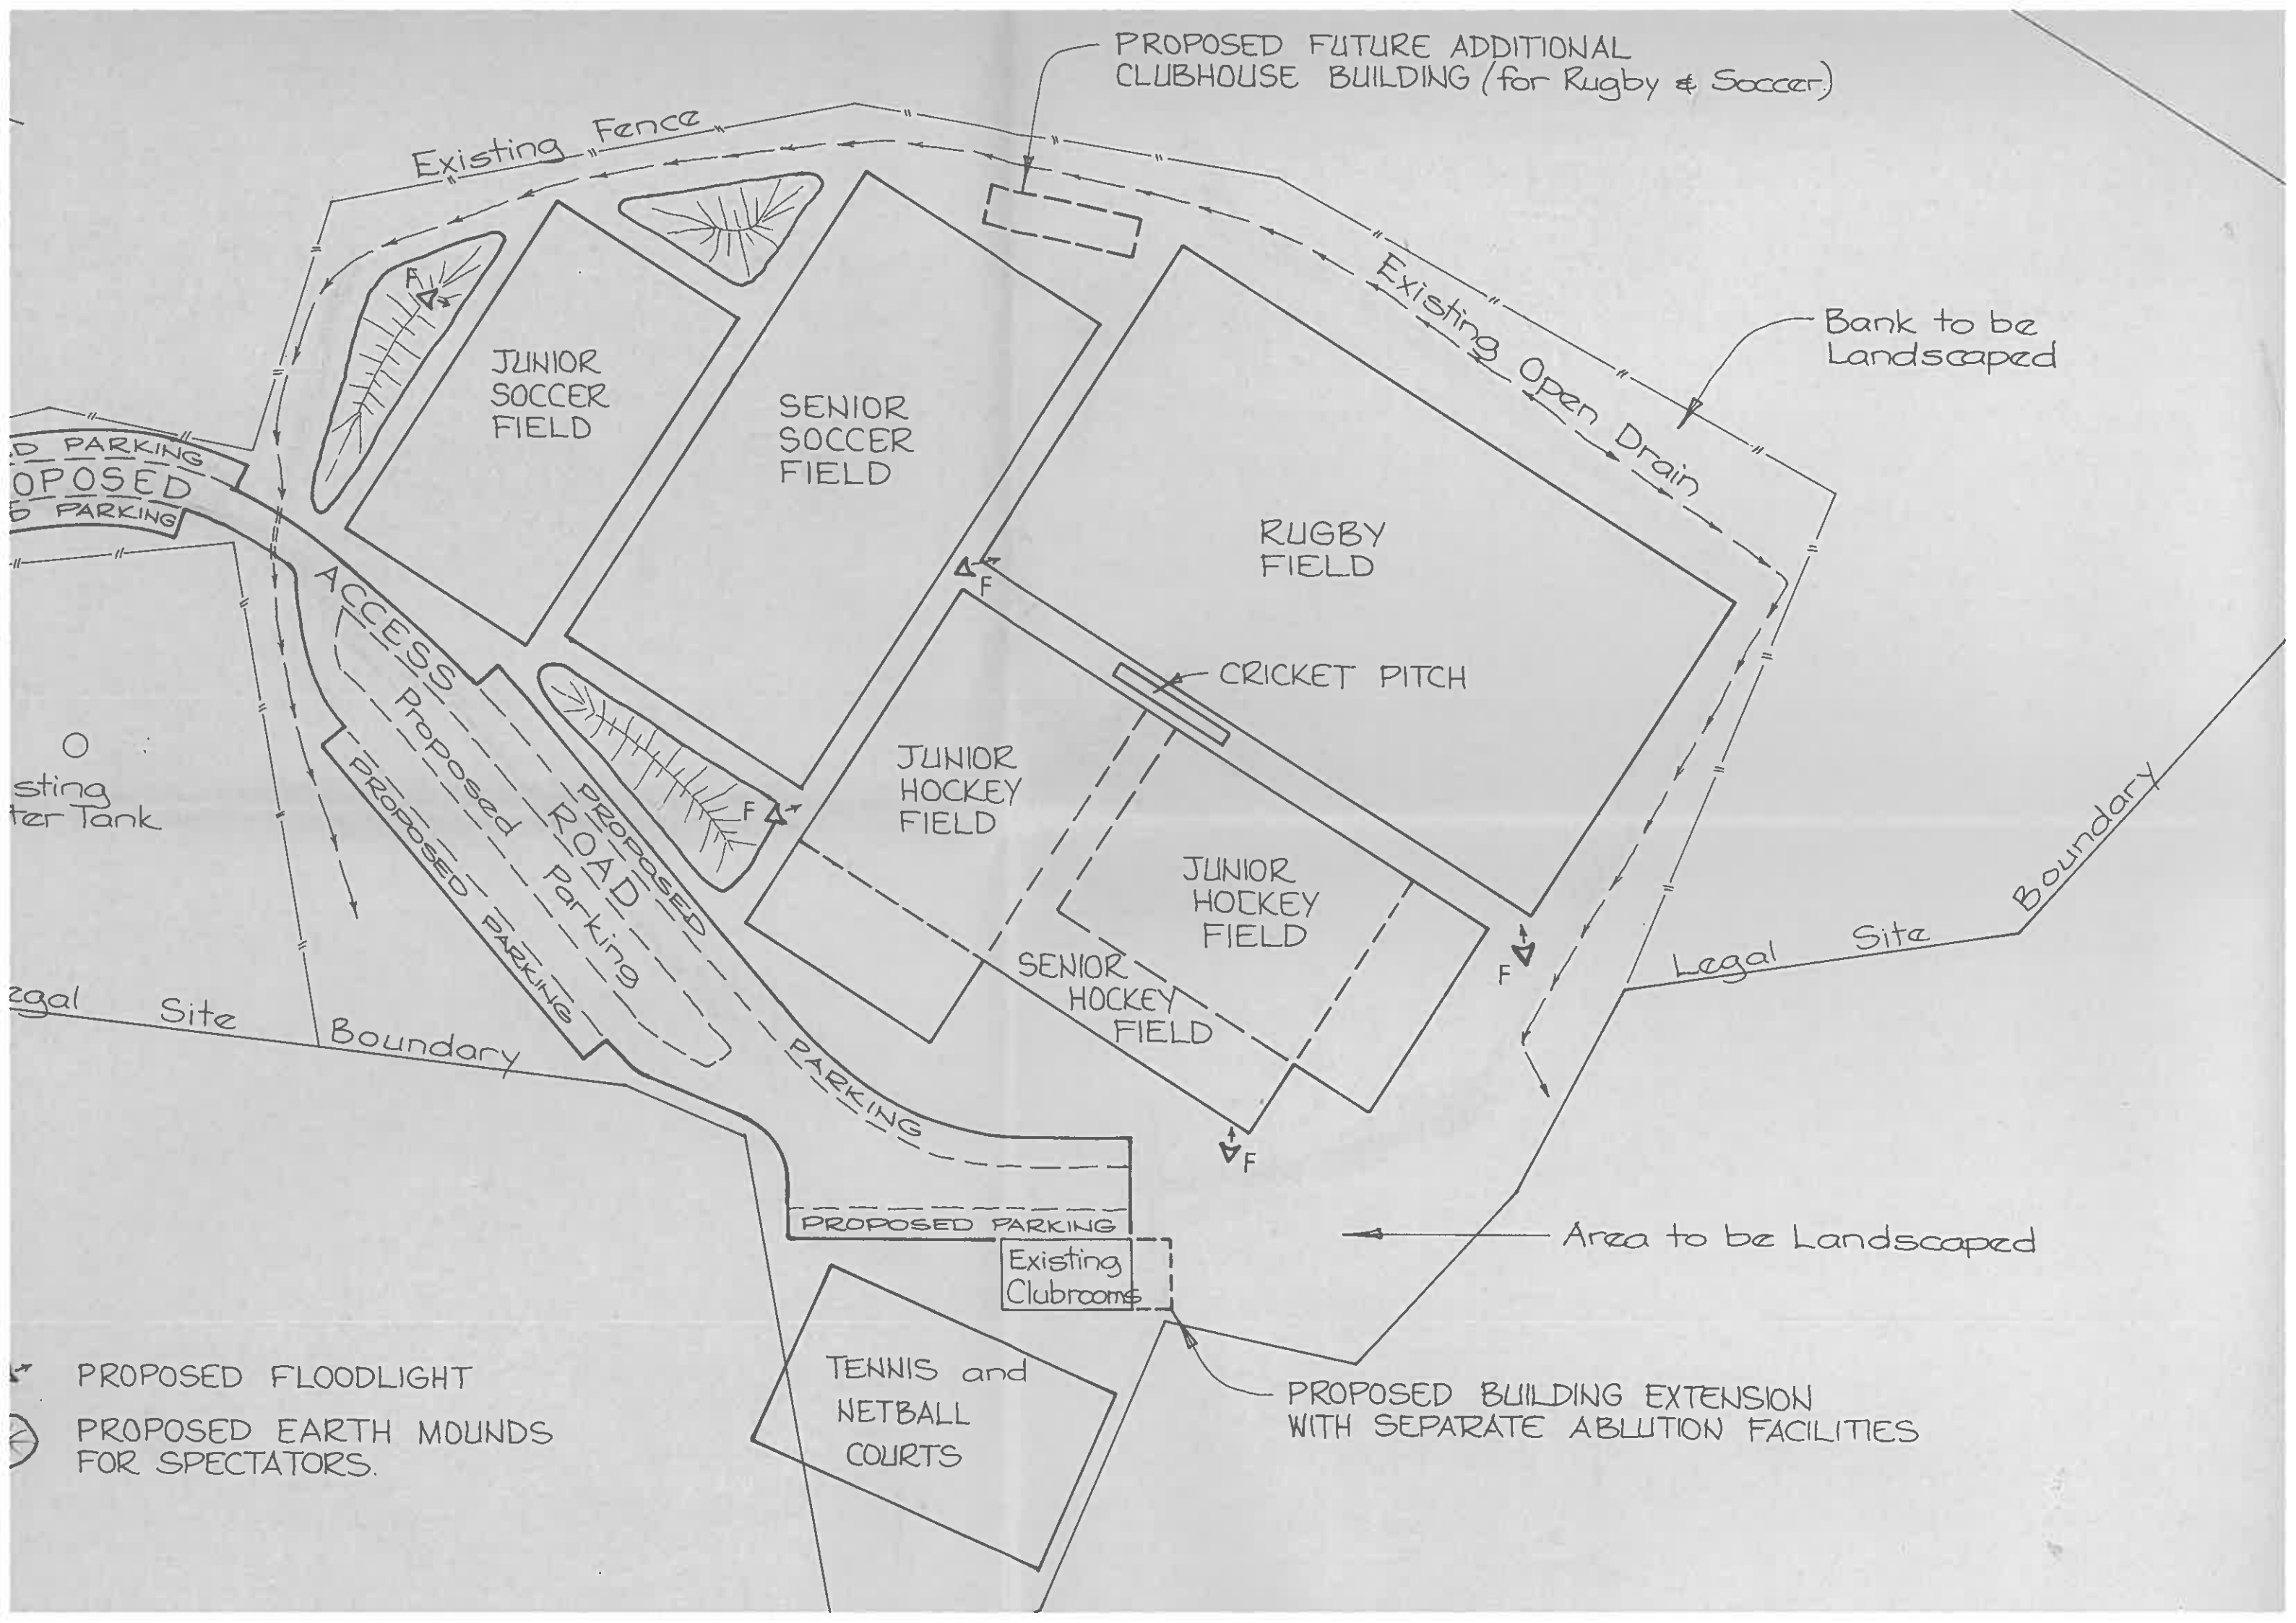 PROPOSED FUTURE ADDITIONAL
CLUBHOUSE BUILDING (for Rugby & Soccer)
Existing Fence
Existing Open Drain
Bank to be
Landscaped
F
JUNIOR
SOCCER
FIELD
SENIOR
SOCCER
FIELD
RUGBY
FIELD
D PARKING
OPOSED
D PARKING
ACCESS
ROAD
F
CRICKET PITCH
Proposed
Parking
PROPOSED
PARKING
PROPOSED PARKING
sting
ter Tank
JUNIOR
HOCKEY
FIELD
F
JUNIOR
HOCKEY
FIELD
SENIOR
HOCKEY
FIELD
F
Legal Site Boundary
egal Site Boundary
F
PROPOSED PARKING
Existing
Clubrooms
Area to be Landscaped
TENNIS and
NETBALL
COURTS
PROPOSED BUILDING EXTENSION
WITH SEPARATE ABLUTION FACILITIES
PROPOSED FLOODLIGHT
PROPOSED EARTH MOUNDS
FOR SPECTATORS.